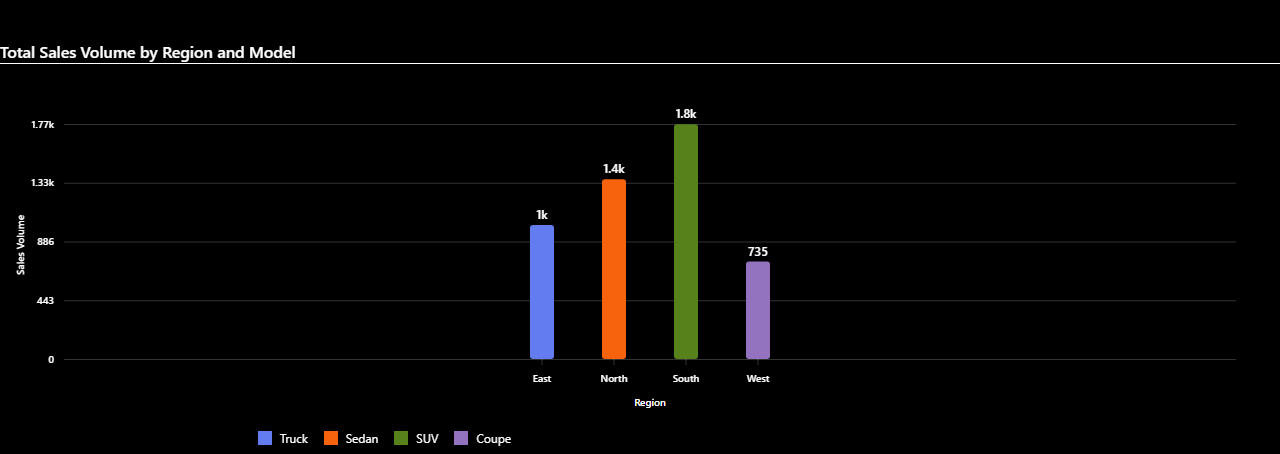 Total Sales Volume by Region and Model
1.8k
1.77k
1.4k
1.33k
1k
Sales Volume
886
735
443
0
East North South West
Region
Truck Sedan SUV Coupe